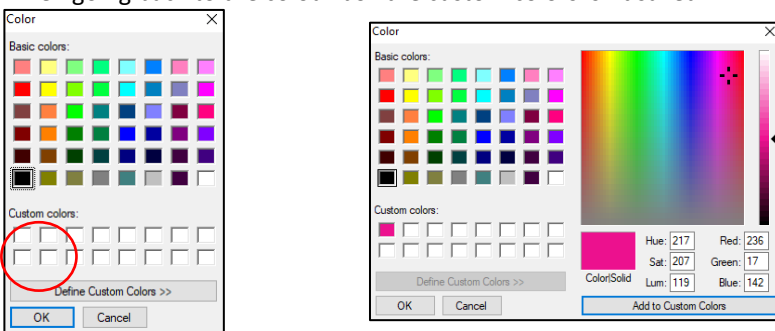 Color
Basic colors:
Custom colors:
Define Custom Colors >>
OK Cancel
Color
Basic colors:
Custom colors:
Define Custom Colors >>
OK Cancel
Color|Solid
Hue: 217 Red: 236
Sat: 207 Green: 17
Lum: 119 Blue: 142
Add to Custom Colors